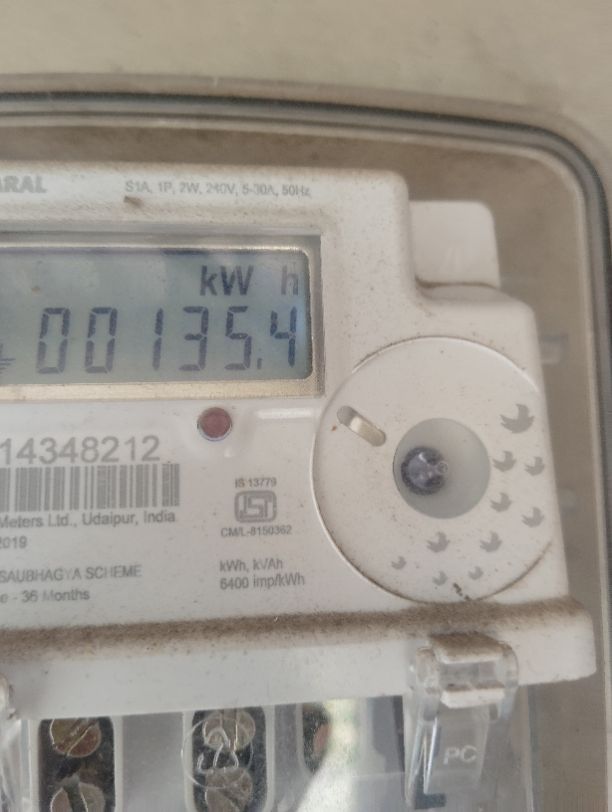 ARAL
S1A, 1P, 2W, 240V, 5-30A, 50Hz
kW h
00135.4
14348212
Meters Ltd., Udaipur, India
2019
SAUBHAGYA SCHEME
e - 36 Months
IS 13779
ISI
CM/L-8150362
kWh, kVAh
6400 imp/kWh
PC
L